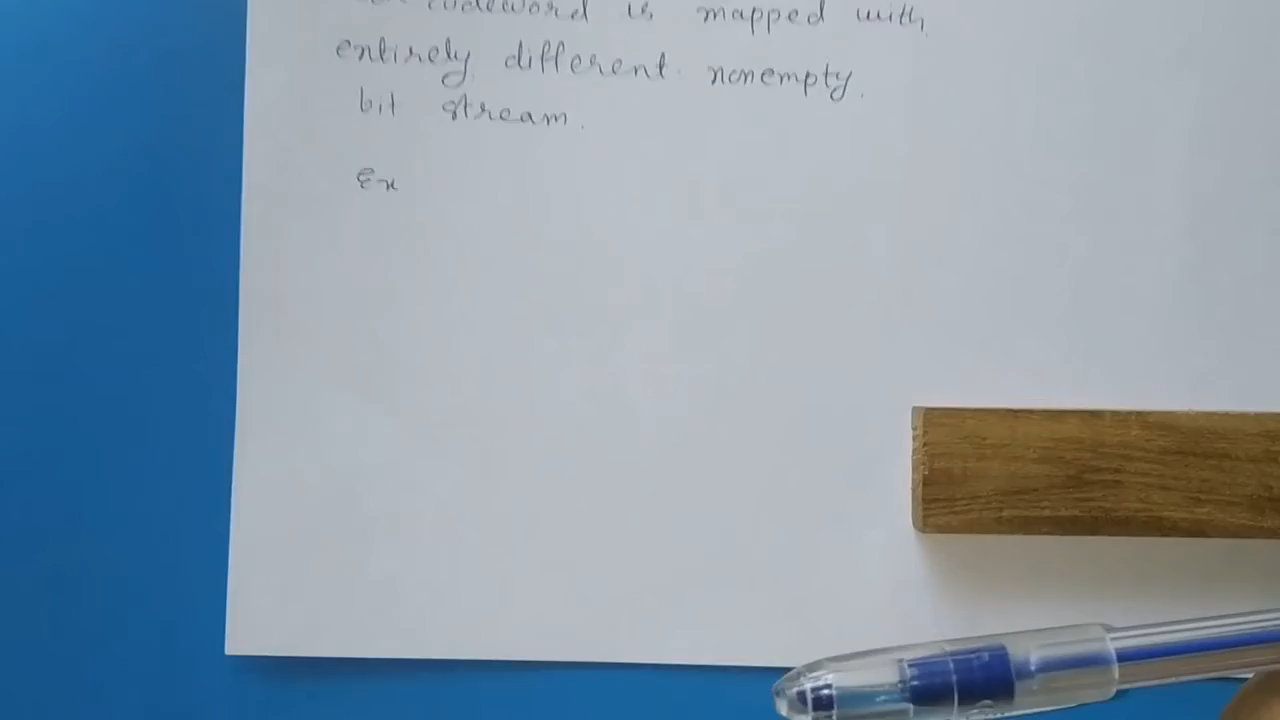 codeword is mapped with
entirely different nonempty.
bit stream.
Ex